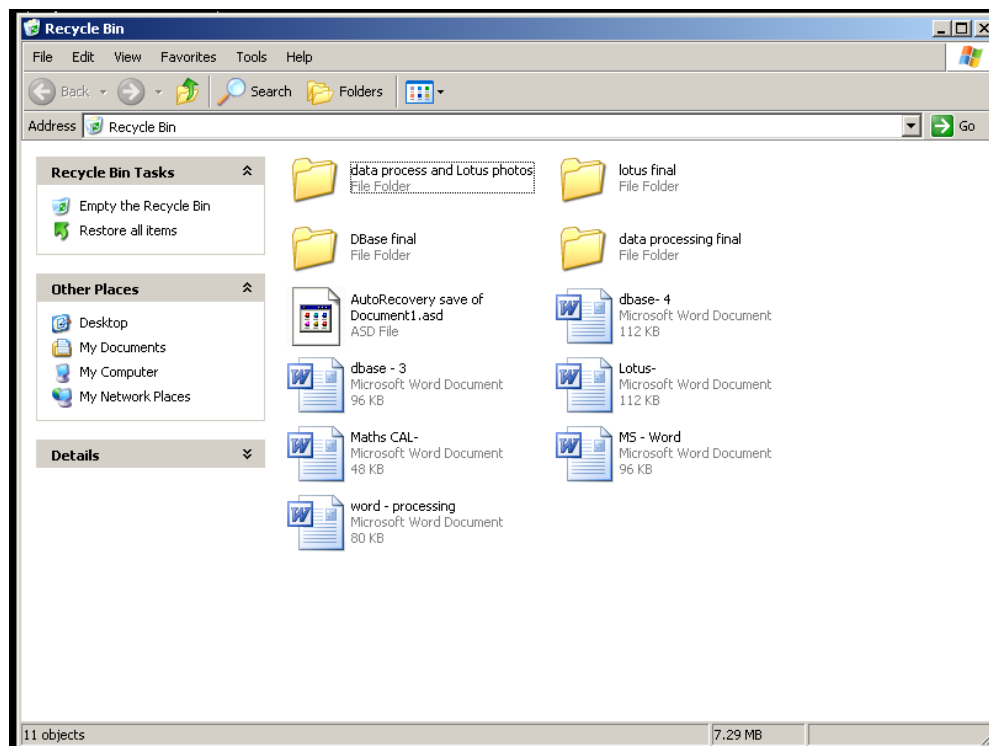 Recycle Bin
File Edit View Favorites Tools Help
Back Search Folders
Address Recycle Bin Go
Recycle Bin Tasks
Empty the Recycle Bin
Restore all items
Other Places
Desktop
My Documents
My Computer
My Network Places
Details
data process and Lotus photos
File Folder
lotus final
File Folder
DBase final
File Folder
data processing final
File Folder
AutoRecovery save of
Document1.asd
ASD File
dbase- 4
Microsoft Word Document
112 KB
dbase - 3
Microsoft Word Document
96 KB
Lotus-
Microsoft Word Document
112 KB
Maths CAL-
Microsoft Word Document
48 KB
MS - Word
Microsoft Word Document
96 KB
word - processing
Microsoft Word Document
80 KB
11 objects 7.29 MB